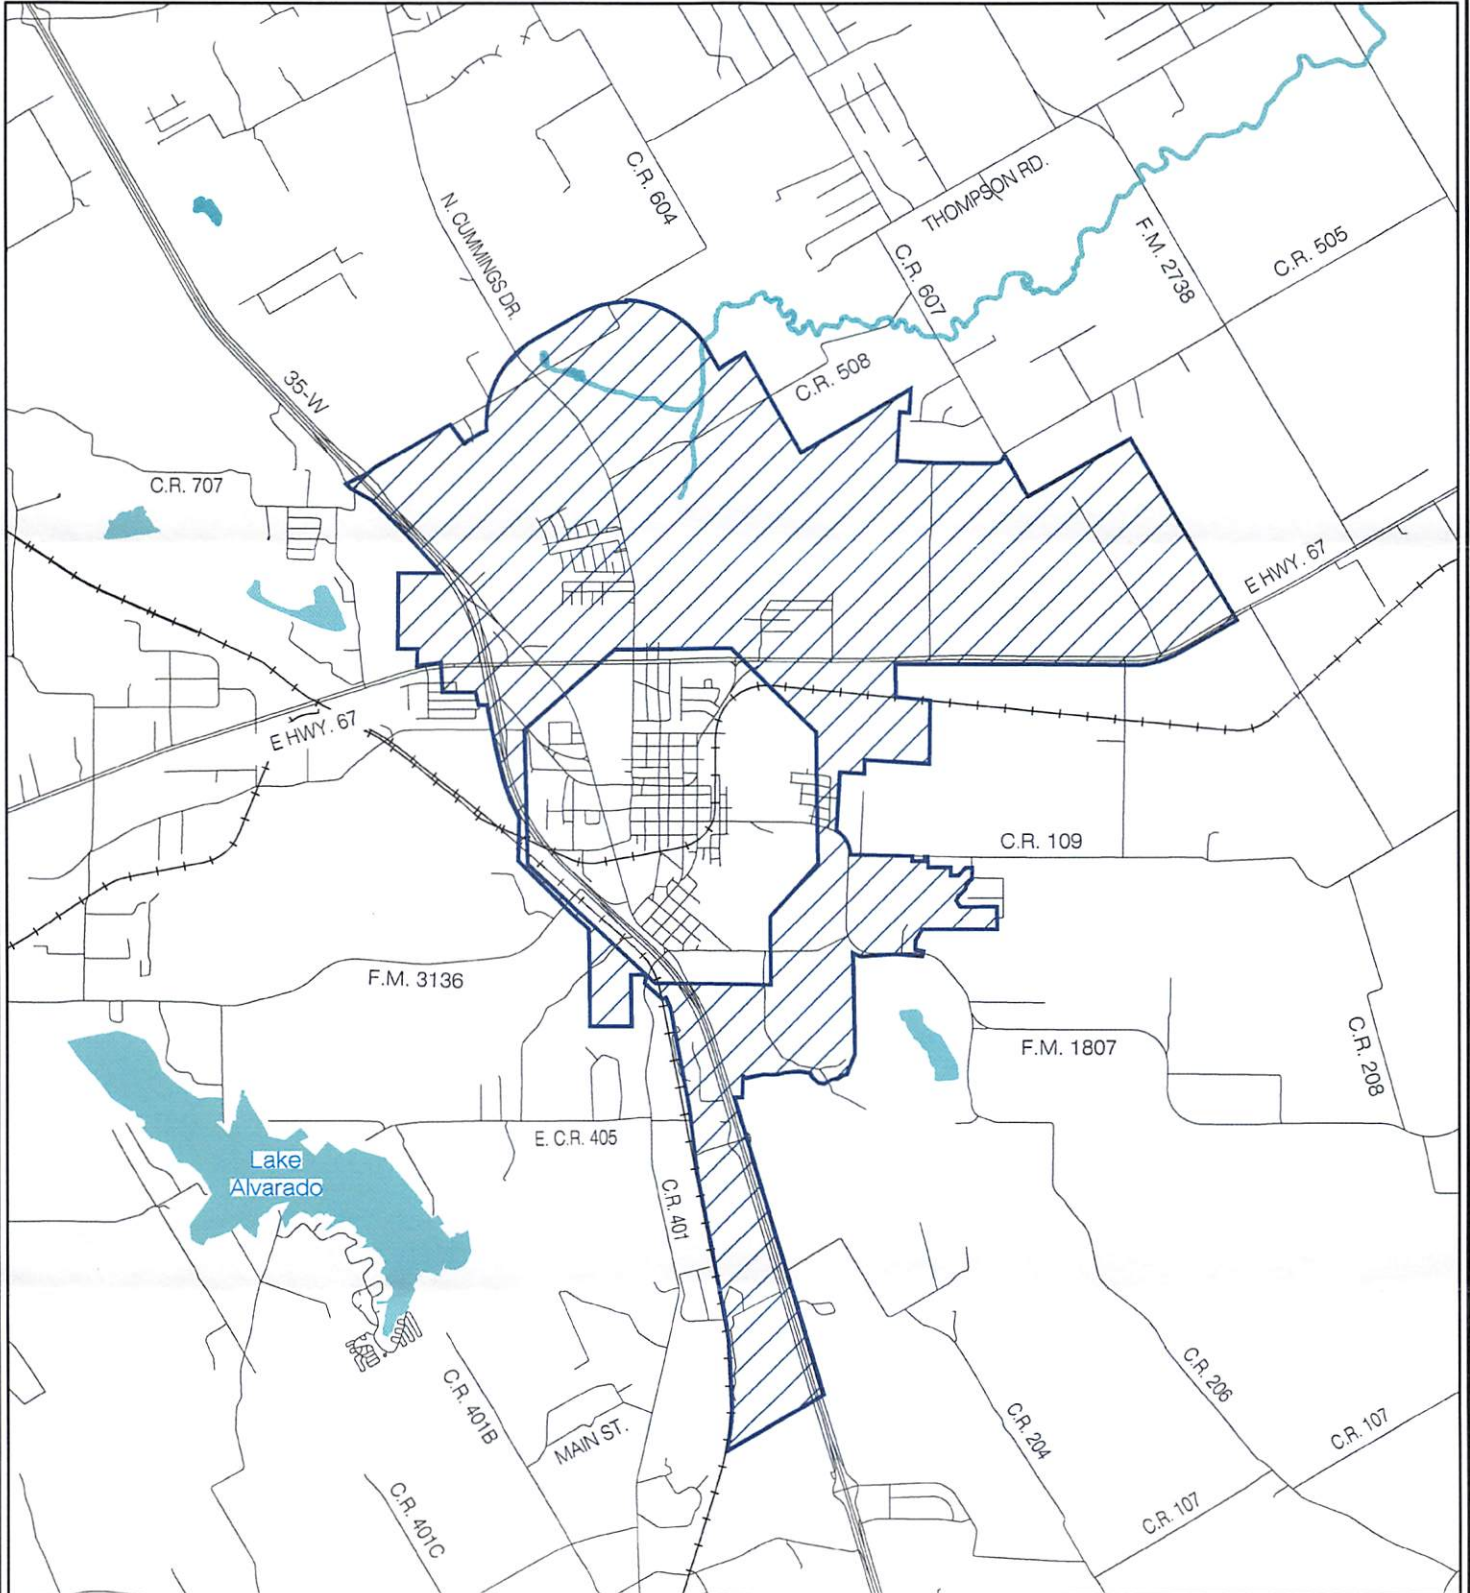 C.R. 604
THOMPSON RD.
N. CUMMINGS DR.
C.R. 607
F.M. 2738
C.R. 505
35-W
C.R. 508
C.R. 707
E HWY. 67
E HWY. 67
C.R. 109
F.M. 3136
F.M. 1807
C.R. 208
E. C.R. 405
Lake
Alvarado
C.R. 401
C.R. 401B
MAIN ST.
C.R. 206
C.R. 204
C.R. 107
C.R. 107
C.R. 401C